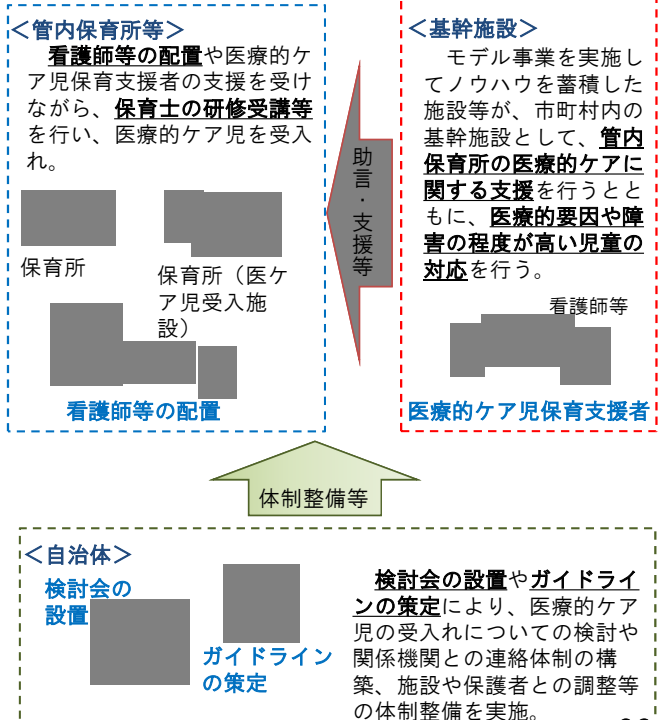 ＜管内保育所等＞
看護師等の配置や医療的ケ
ア児保育支援者の支援を受け
ながら、保育士の研修受講等
を行い、医療的ケア児を受入
れ。
保育所
保育所（医ケ
ア児受入施
設）
看護師等の配置
助言・支援等
＜基幹施設＞
モデル事業を実施し
てノウハウを蓄積した
施設等が、市町村内の
基幹施設として、管内
保育所の医療的ケアに
関する支援を行うとと
もに、医療的要因や障
害の程度が高い児童の
対応を行う。
看護師等
医療的ケア児保育支援者
体制整備等
＜自治体＞
検討会の
設置
ガイドライン
の策定
検討会の設置やガイドライ
ンの策定により、医療的ケア
児の受入れについての検討や
関係機関との連絡体制の構
築、施設や保護者との調整等
の体制整備を実施。